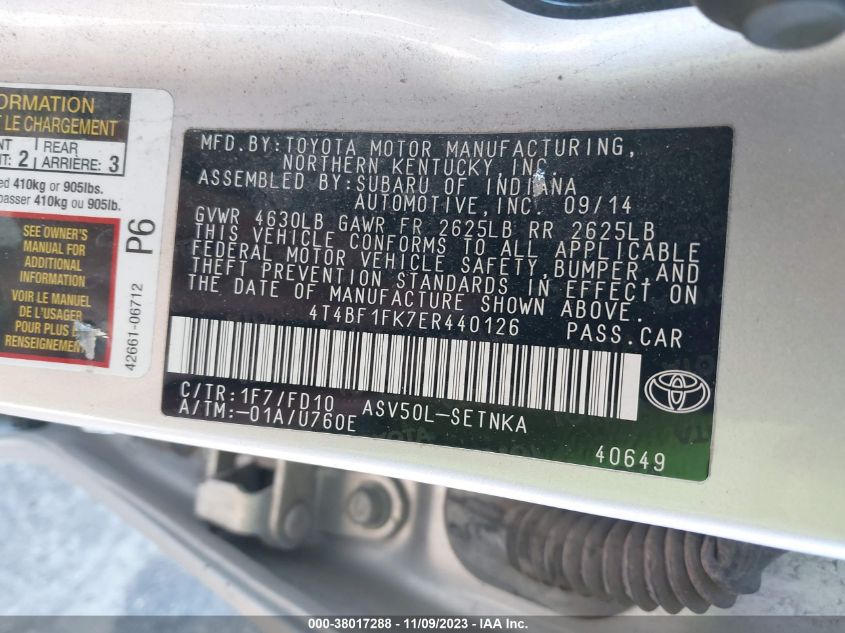 ORMATION
T LE CHARGEMENT
NT REAR
NT: 2 ARRIÈRE: 3
ed 410kg or 905lbs.
passer 410kg ou 905lb.
SEE OWNER'S
MANUAL FOR
ADDITIONAL
INFORMATION
VOIR LE MANUEL
DE L'USAGER
POUR PLUS DE
RENSEIGNEME
P6
42661-06712
MFD.BY:TOYOTA MOTOR MANUFACTURING,
NORTHERN KENTUCKY,INC.
ASSEMBLED BY:SUBARU OF INDIANA
AUTOMOTIVE,INC. 09/14
GVWR 4630LB GAWR FR 2625LB RR 2625LB
THIS VEHICLE CONFORMS TO ALL APPLICABLE
FEDERAL MOTOR VEHICLE SAFETY,BUMPER,AND
THEFT PREVENTION STANDARDS IN EFFECT ON
THE DATE OF MANUFACTURE SHOWN ABOVE.
4T4BF1FK7ER440126 PASS.CAR
C/TR:1F7/FD10 ASV50L-SETNKA
A/TM:-01A/U760E
40649
000-38017288 - 11/09/2023 - IAA Inc.